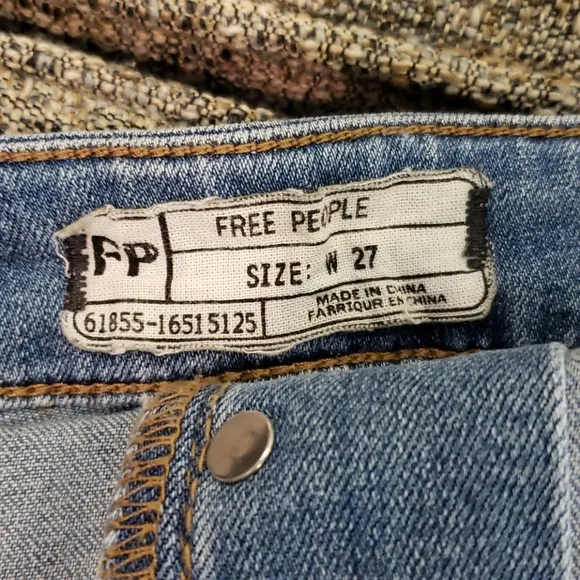 FP
FREE PEOPLE
SIZE: W 27
61855-16515125
MADE IN CHINA
FABRIQUE EN CHINA